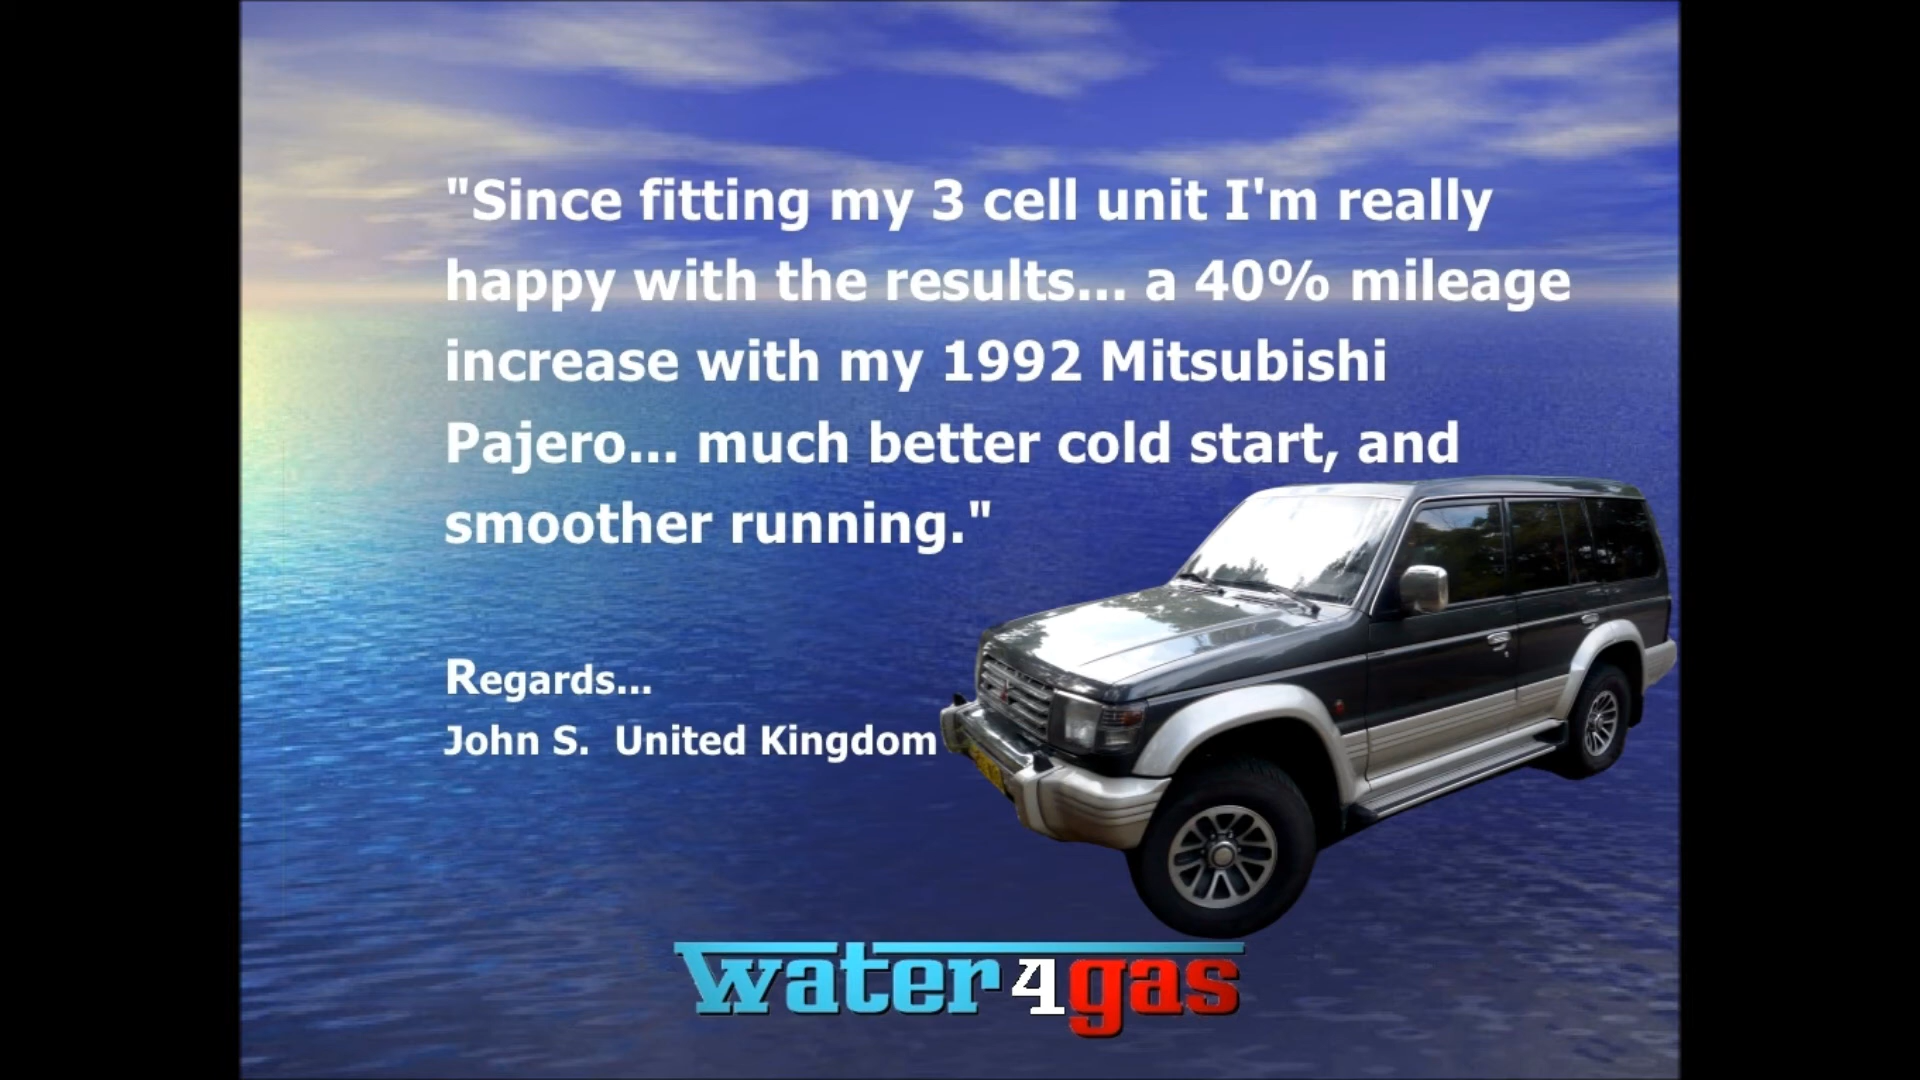 "Since fitting my 3 cell unit I'm really
happy with the results... a 40% mileage
increase with my 1992 Mitsubishi
Pajero... much better cold start, and
smoother running."
Regards...
John S.  United Kingdom
water4gas